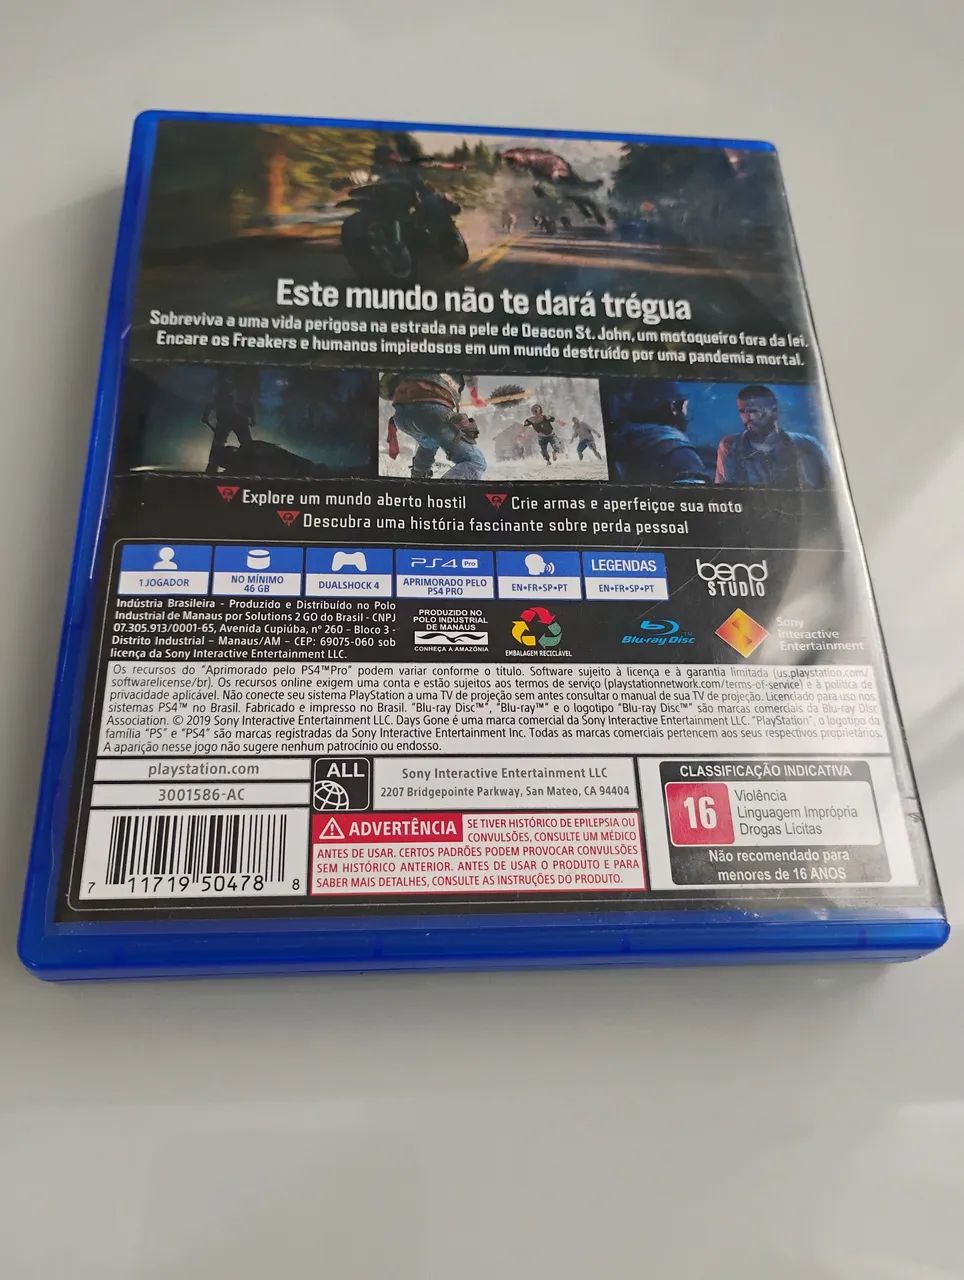 Este mundo não te dará trégua
Sobreviva a uma vida perigosa na estrada na pele de Deacon St. John, um motoqueiro fora da lei.
Encare os Freakers e humanos impiedosos em um mundo destruído por uma pandemia mortal.
Explore um mundo aberto hostil
Crie armas e aperfeiçoe sua moto
Descubra uma história fascinante sobre perda pessoal
1 JOGADOR
NO MÍNIMO
46 GB
DUALSHOCK 4
PS4 Pro
APRIMORADO PELO
PS4 PRO
EN•FR•SP•PT
LEGENDAS
EN•FR•SP•PT
bend
STUDIO
Indústria Brasileira - Produzido e Distribuído no Polo
Industrial de Manaus por Solutions 2 GO do Brasil - CNPJ
07.305.913/0001-65, Avenida Cupiúba, nº 260 - Bloco 3 -
Distrito Industrial - Manaus/AM - CEP: 69075-060 sob
licença da Sony Interactive Entertainment LLC.
PRODUZIDO NO
POLO INDUSTRIAL
DE MANAUS
CONHEÇA A AMAZÔNIA
EMBALAGEM RECICLÁVEL
Blu-ray Disc™
Sony
Interactive
Entertainment
Os recursos do "Aprimorado pelo PS4™Pro" podem variar conforme o título. Software sujeito à licença e à garantia limitada (us.playstation.com/
softwarelicense/br). Os recursos online exigem uma conta e estão sujeitos aos termos de serviço (playstationnetwork.com/terms-of-service) e à política de
privacidade aplicável. Não conecte seu sistema PlayStation a uma TV de projeção sem antes consultar o manual de sua TV de projeção. Licenciado para uso nos
sistemas PS4™ no Brasil. Fabricado e impresso no Brasil. "Blu-ray Disc™", "Blu-ray™" e o logotipo "Blu-ray Disc™" são marcas comerciais da Blu-ray Disc
Association. © 2019 Sony Interactive Entertainment LLC. Days Gone é uma marca comercial da Sony Interactive Entertainment LLC. "PlayStation", o logotipo da
família "PS" e "PS4" são marcas registradas da Sony Interactive Entertainment Inc. Todas as marcas comerciais pertencem aos seus respectivos proprietários.
A aparição nesse jogo não sugere nenhum patrocínio ou endosso.
playstation.com
3001586-AC
ALL
Sony Interactive Entertainment LLC
2207 Bridgepointe Parkway, San Mateo, CA 94404
7 11719 50478 8
ADVERTÊNCIA SE TIVER HISTÓRICO DE EPILEPSIA OU
CONVULSÕES, CONSULTE UM MÉDICO
ANTES DE USAR. CERTOS PADRÕES PODEM PROVOCAR CONVULSÕES
SEM HISTÓRICO ANTERIOR. ANTES DE USAR O PRODUTO E PARA
SABER MAIS DETALHES, CONSULTE AS INSTRUÇÕES DO PRODUTO.
CLASSIFICAÇÃO INDICATIVA
16
Violência
Linguagem Imprópria
Drogas Lícitas
Não recomendado para
menores de 16 ANOS